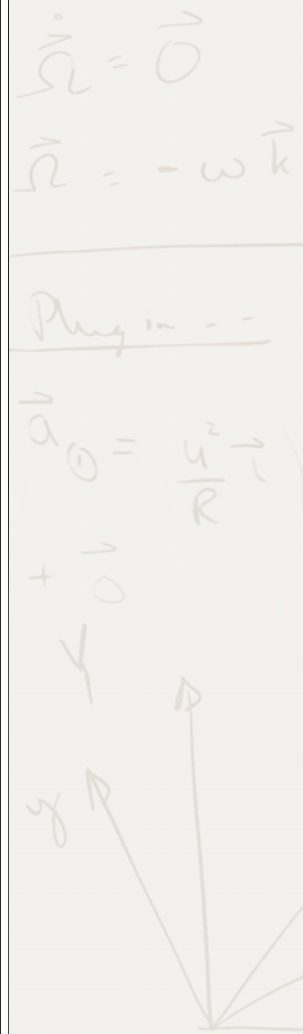 Ω⃗̇ = 0⃗
Ω⃗ = - ω k⃗
Plug in - - -
a⃗₀ = u²/R i⃗
+ 0⃗
Y
y